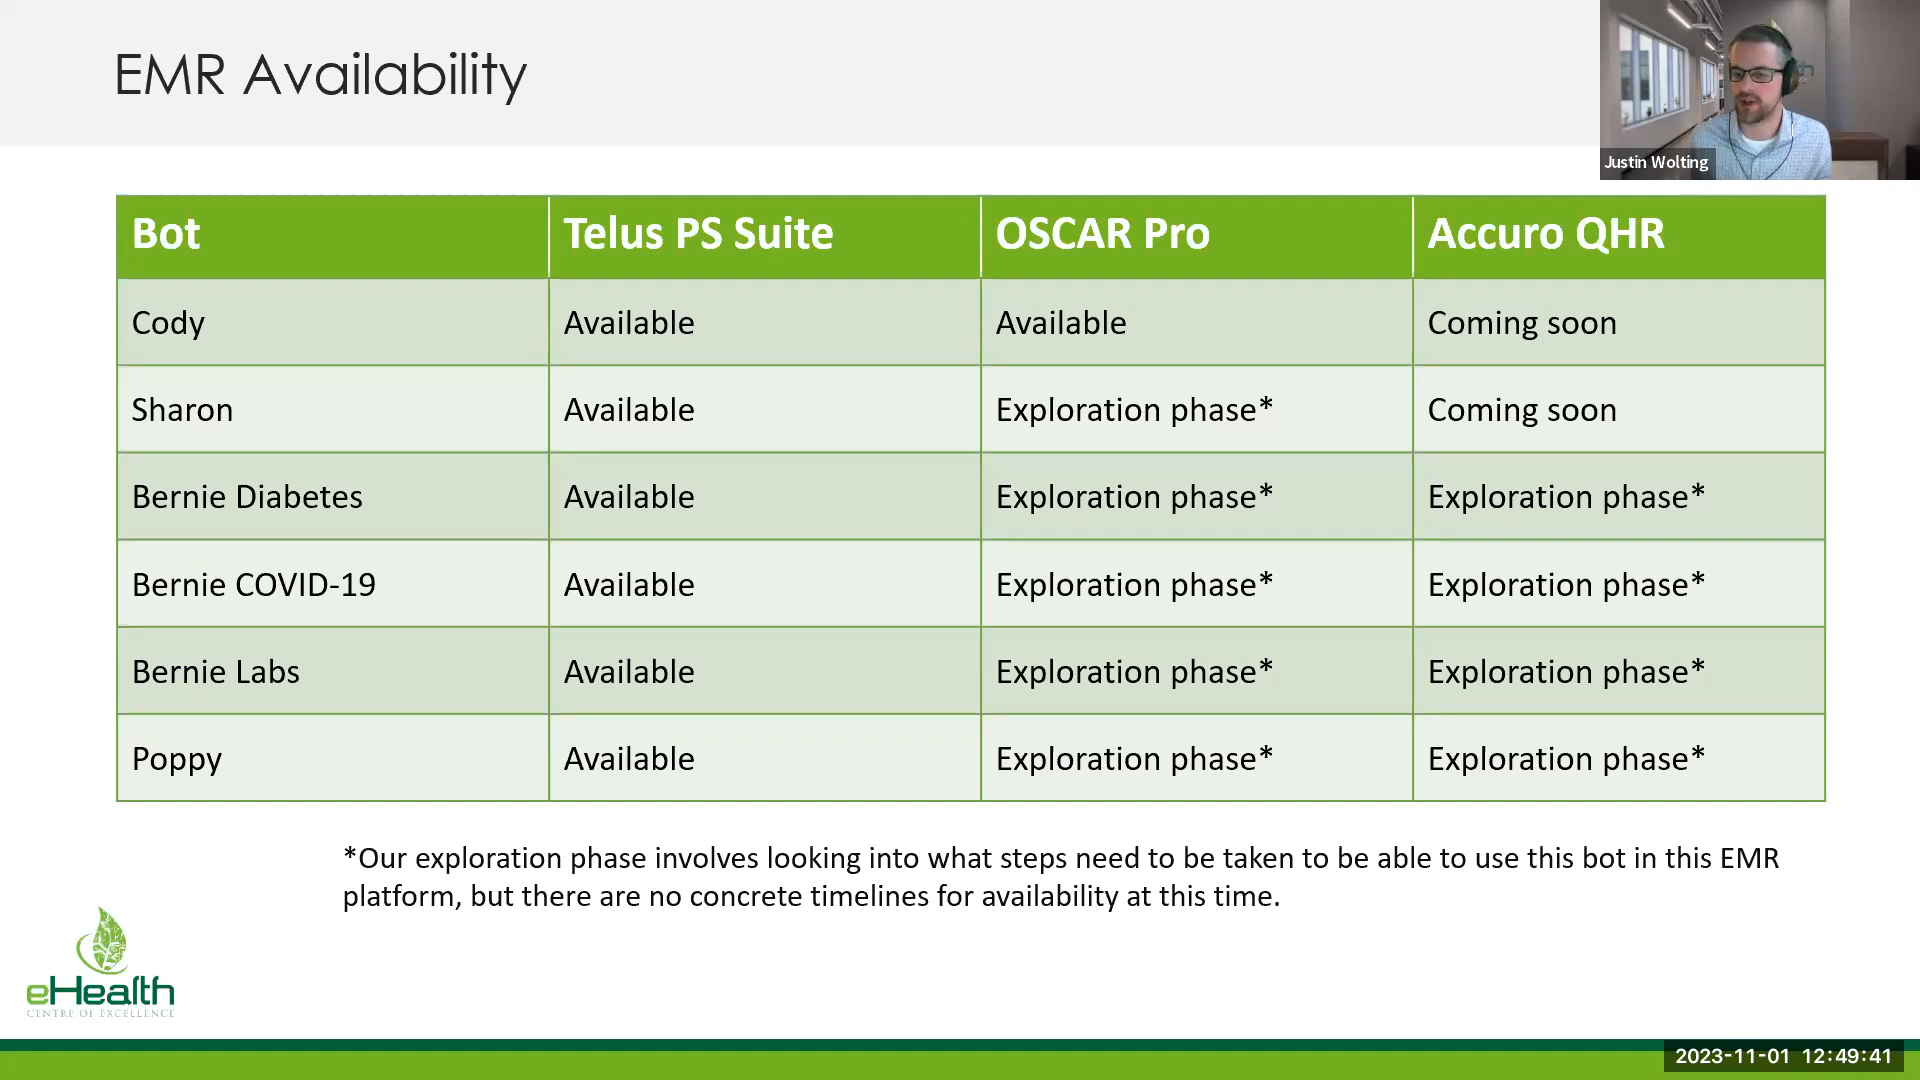 EMR Availability
Justin Wolting
Bot Telus PS Suite OSCAR Pro Accuro QHR
Cody Available Available Coming soon
Sharon Available Exploration phase* Coming soon
Bernie Diabetes Available Exploration phase* Exploration phase*
Bernie COVID-19 Available Exploration phase* Exploration phase*
Bernie Labs Available Exploration phase* Exploration phase*
Poppy Available Exploration phase* Exploration phase*
*Our exploration phase involves looking into what steps need to be taken to be able to use this bot in this EMR
platform, but there are no concrete timelines for availability at this time.
eHealth
CENTRE OF EXCELLENCE
2023-11-01 12:49:41